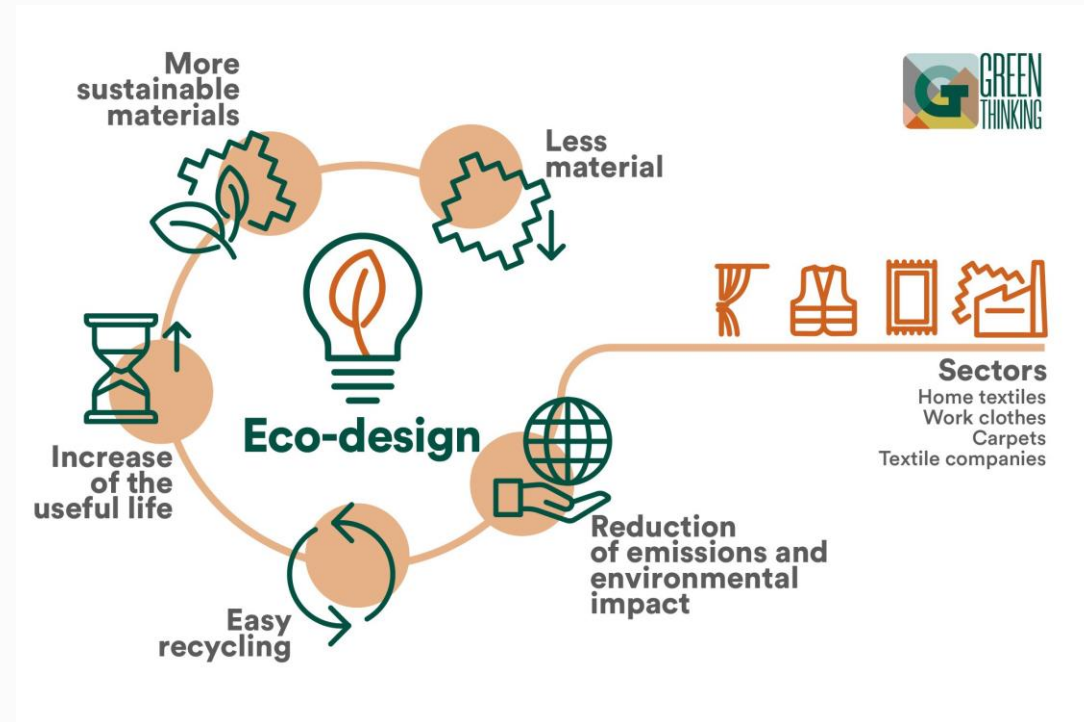 More
sustainable
materials
Less
material
GREEN
THINKING
Eco-design
Increase
of the
useful life
Easy
recycling
Reduction
of emissions and
environmental
impact
Sectors
Home textiles
Work clothes
Carpets
Textile companies